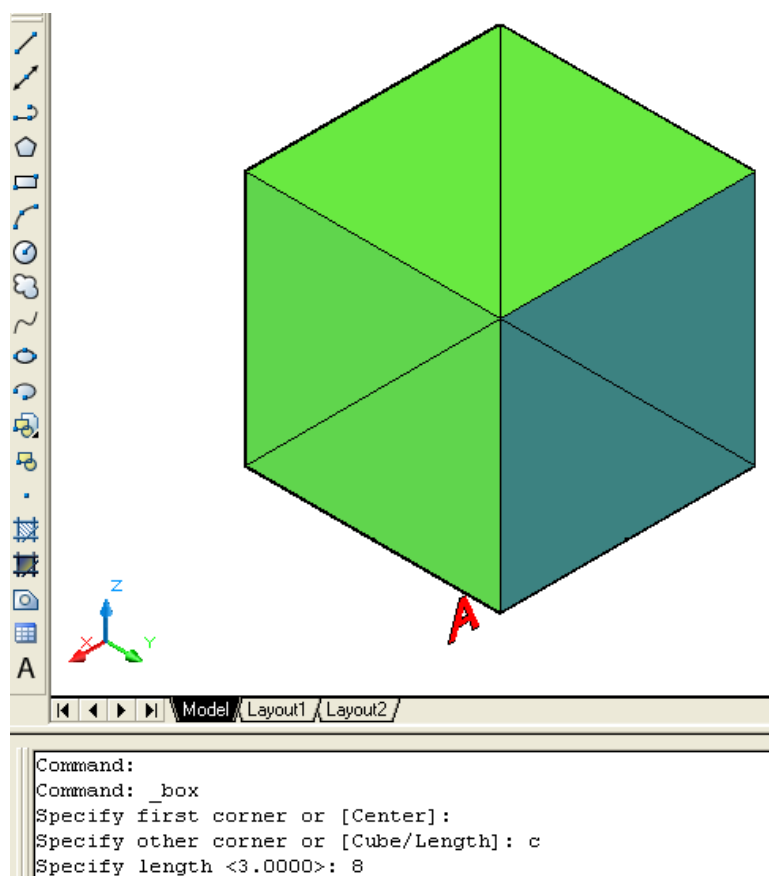 A
Z
X
Y
A
Model Layout1 Layout2
Command:
Command: _box
Specify first corner or [Center]:
Specify other corner or [Cube/Length]: c
Specify length <3.0000>: 8